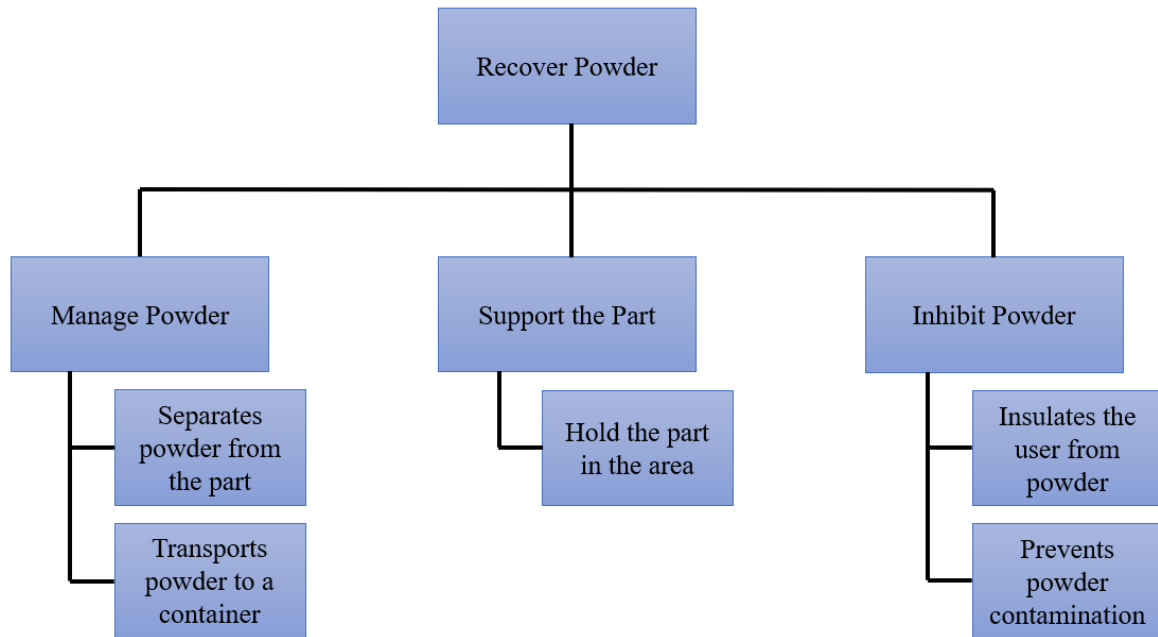 Recover Powder
Manage Powder
Support the Part
Inhibit Powder
Separates
powder from
the part
Transports
powder to a
container
Hold the part
in the area
Insulates the
user from
powder
Prevents
powder
contamination